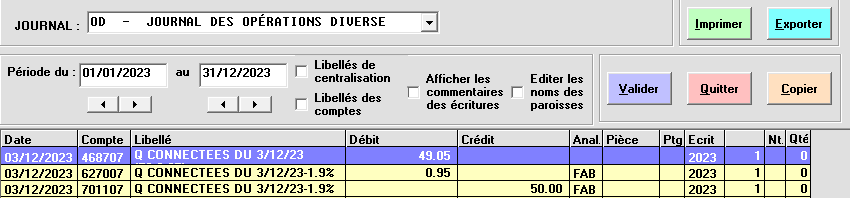 JOURNAL : OD - JOURNAL DES OPÉRATIONS DIVERSE Imprimer Exporter
Période du : 01/01/2023 au 31/12/2023
Libellés de centralisation
Libellés des comptes
Afficher les commentaires des écritures
Editer les noms des paroisses
Valider Quitter Copier
Date Compte Libellé Débit Crédit Anal. Pièce Ptg Ecrit Nt. Qté
03/12/2023 468707 Q CONNECTEES DU 3/12/23 49.05 2023 1 0
03/12/2023 627007 Q CONNECTEES DU 3/12/23-1.9% 0.95 FAB 2023 1 0
03/12/2023 701107 Q CONNECTEES DU 3/12/23-1.9% 50.00 FAB 2023 1 0